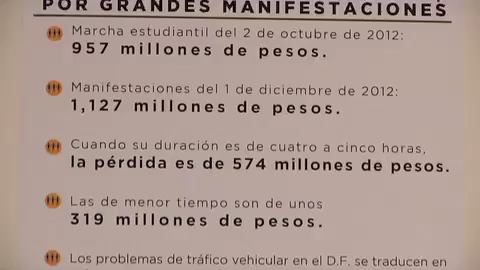 POR GRANDES MANIFESTACIONES
Marcha estudiantil del 2 de octubre de 2012:
957 millones de pesos.
Manifestaciones del 1 de diciembre de 2012:
1,127 millones de pesos.
Cuando su duración es de cuatro a cinco horas,
la pérdida es de 574 millones de pesos.
Las de menor tiempo son de unos
319 millones de pesos.
Los problemas de tráfico vehicular en el D.F. se traducen en